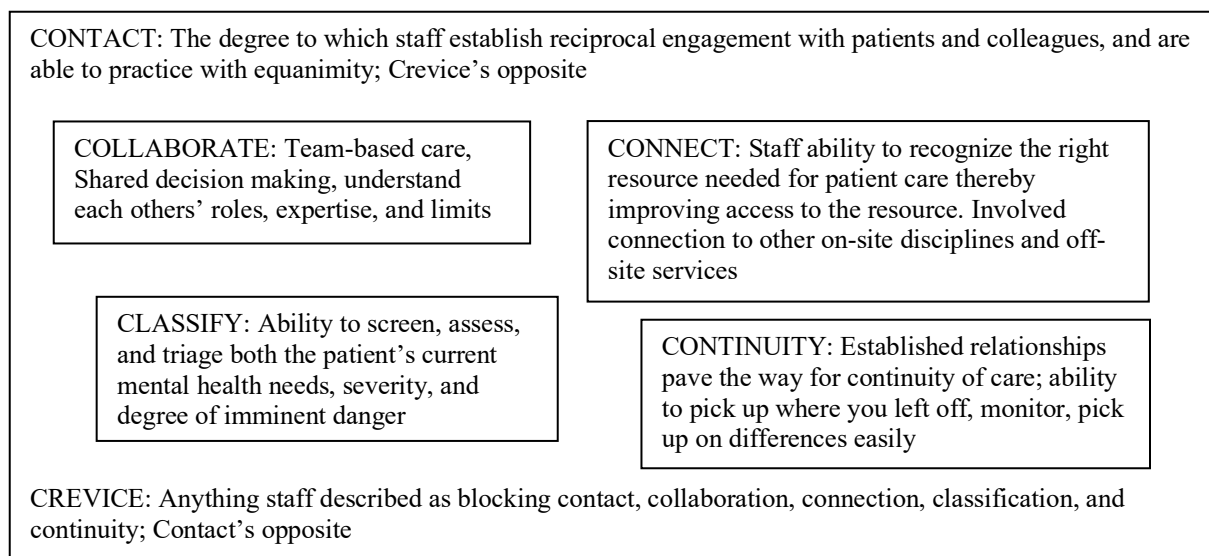 CONTACT: The degree to which staff establish reciprocal engagement with patients and colleagues, and are
able to practice with equanimity; Crevice’s opposite
COLLABORATE: Team-based care,
Shared decision making, understand
each others’ roles, expertise, and limits
CONNECT: Staff ability to recognize the right
resource needed for patient care thereby
improving access to the resource. Involved
connection to other on-site disciplines and off-
site services
CLASSIFY: Ability to screen, assess,
and triage both the patient’s current
mental health needs, severity, and
degree of imminent danger
CONTINUITY: Established relationships
pave the way for continuity of care; ability
to pick up where you left off, monitor, pick
up on differences easily
CREVICE: Anything staff described as blocking contact, collaboration, connection, classification, and
continuity; Contact’s opposite